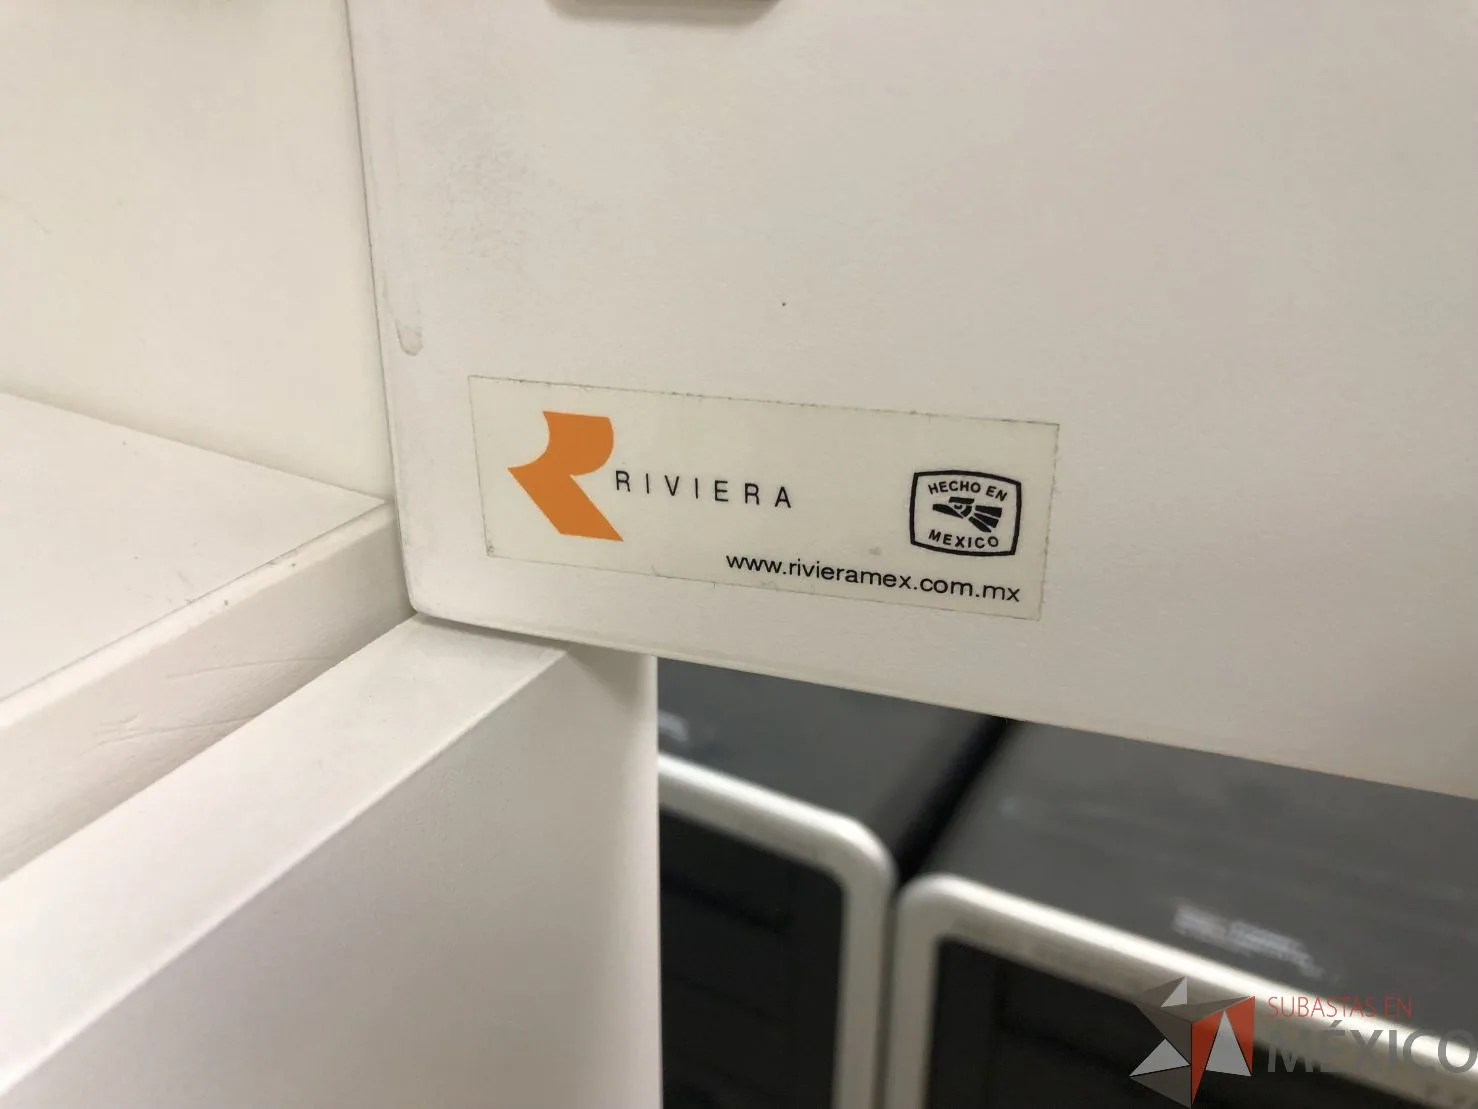 RIVIERA
HECHO EN
MEXICO
www.rivieramex.com.mx
SUBASTAS EN
MÉXICO